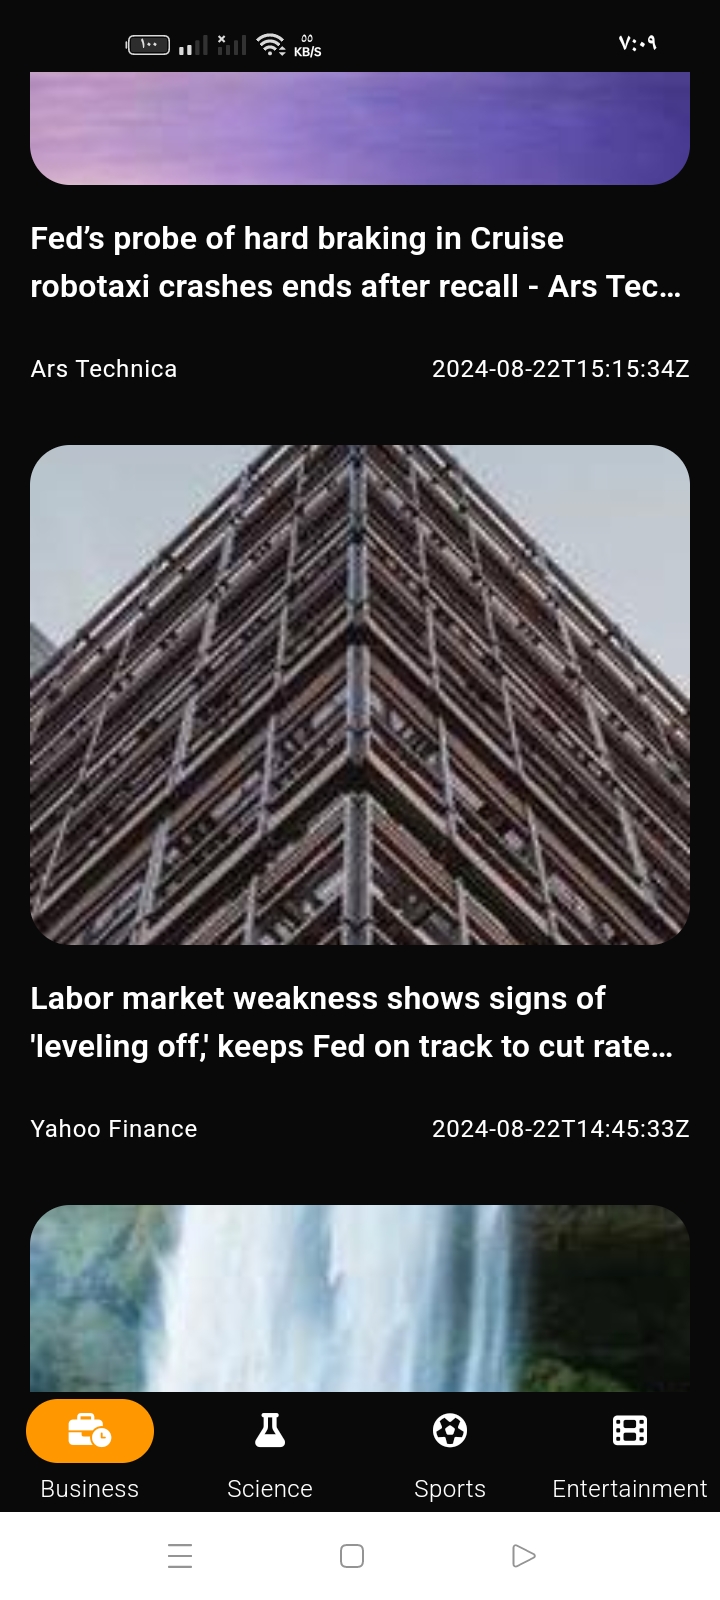 ١٠٠
٥٥
KB/S
٧:٠٩
Fed’s probe of hard braking in Cruise
robotaxi crashes ends after recall - Ars Tec...
Ars Technica
2024-08-22T15:15:34Z
Labor market weakness shows signs of
'leveling off,' keeps Fed on track to cut rate...
Yahoo Finance
2024-08-22T14:45:33Z
Business
Science
Sports
Entertainment